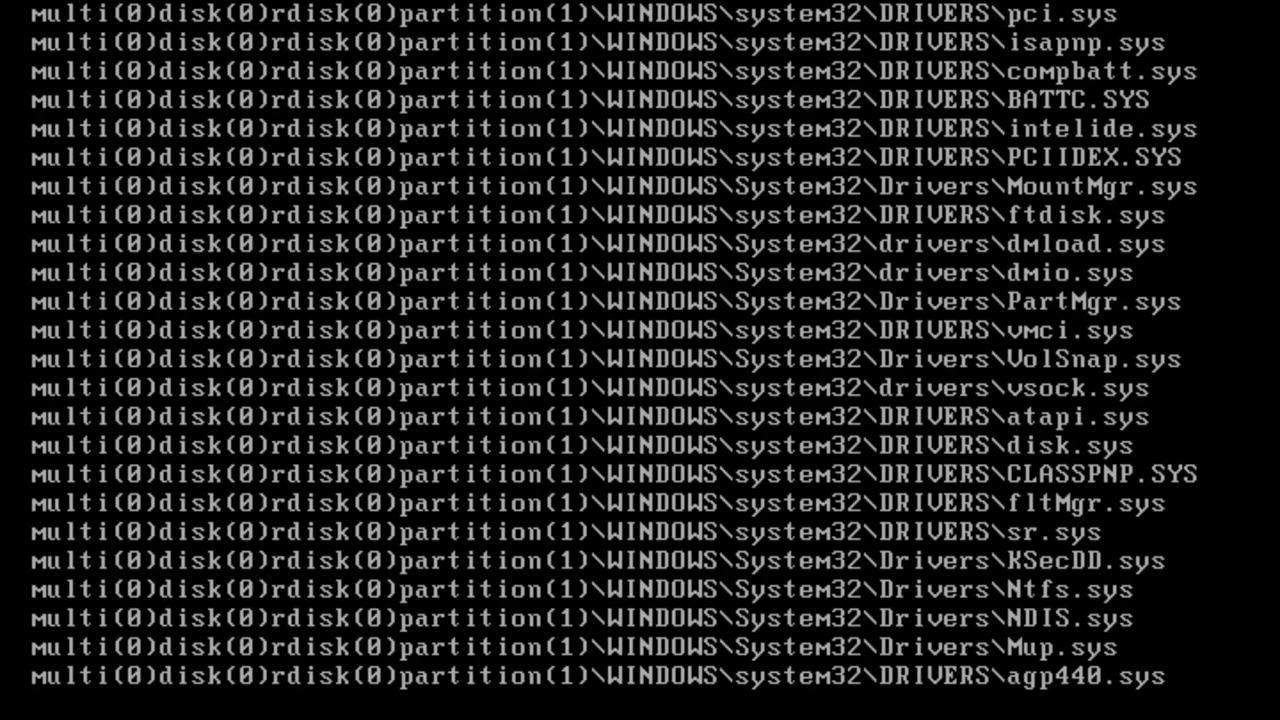 multi(0)disk(0)rdisk(0)partition(1)\WINDOWS\system32\DRIVERS\pci.sys
multi(0)disk(0)rdisk(0)partition(1)\WINDOWS\system32\DRIVERS\isapnp.sys
multi(0)disk(0)rdisk(0)partition(1)\WINDOWS\system32\DRIVERS\compbatt.sys
multi(0)disk(0)rdisk(0)partition(1)\WINDOWS\system32\DRIVERS\BATTC.SYS
multi(0)disk(0)rdisk(0)partition(1)\WINDOWS\system32\DRIVERS\intelide.sys
multi(0)disk(0)rdisk(0)partition(1)\WINDOWS\system32\DRIVERS\PCIIDEX.SYS
multi(0)disk(0)rdisk(0)partition(1)\WINDOWS\System32\Drivers\MountMgr.sys
multi(0)disk(0)rdisk(0)partition(1)\WINDOWS\system32\DRIVERS\ftdisk.sys
multi(0)disk(0)rdisk(0)partition(1)\WINDOWS\System32\drivers\dmload.sys
multi(0)disk(0)rdisk(0)partition(1)\WINDOWS\System32\drivers\dmio.sys
multi(0)disk(0)rdisk(0)partition(1)\WINDOWS\System32\Drivers\PartMgr.sys
multi(0)disk(0)rdisk(0)partition(1)\WINDOWS\system32\DRIVERS\vmci.sys
multi(0)disk(0)rdisk(0)partition(1)\WINDOWS\System32\Drivers\VolSnap.sys
multi(0)disk(0)rdisk(0)partition(1)\WINDOWS\system32\drivers\vsock.sys
multi(0)disk(0)rdisk(0)partition(1)\WINDOWS\system32\DRIVERS\atapi.sys
multi(0)disk(0)rdisk(0)partition(1)\WINDOWS\system32\DRIVERS\disk.sys
multi(0)disk(0)rdisk(0)partition(1)\WINDOWS\system32\DRIVERS\CLASSPNP.SYS
multi(0)disk(0)rdisk(0)partition(1)\WINDOWS\system32\DRIVERS\fltMgr.sys
multi(0)disk(0)rdisk(0)partition(1)\WINDOWS\system32\DRIVERS\sr.sys
multi(0)disk(0)rdisk(0)partition(1)\WINDOWS\System32\Drivers\KSecDD.sys
multi(0)disk(0)rdisk(0)partition(1)\WINDOWS\System32\Drivers\Ntfs.sys
multi(0)disk(0)rdisk(0)partition(1)\WINDOWS\System32\Drivers\NDIS.sys
multi(0)disk(0)rdisk(0)partition(1)\WINDOWS\System32\Drivers\Mup.sys
multi(0)disk(0)rdisk(0)partition(1)\WINDOWS\system32\DRIVERS\agp440.sys